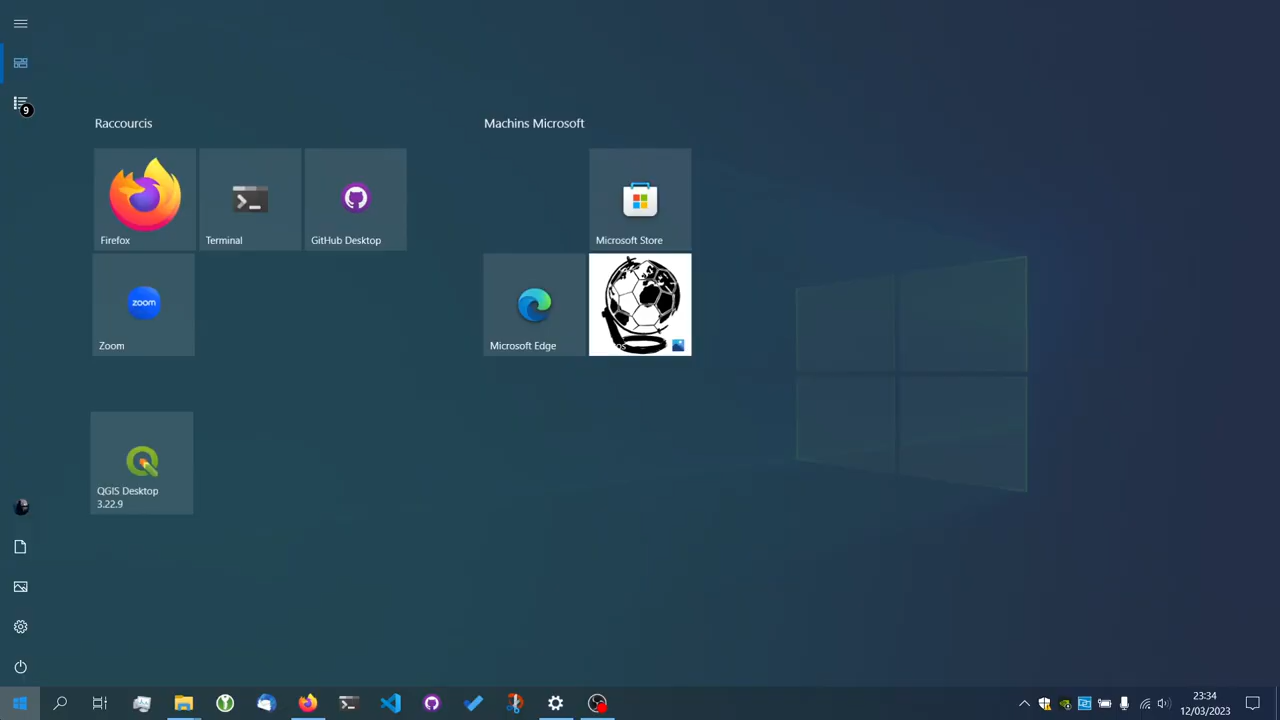 9
Raccourcis
Machins Microsoft
Firefox
Terminal
GitHub Desktop
Microsoft Store
zoom
Zoom
Microsoft Edge
QGIS Desktop
3.22.9
23:34
12/03/2023